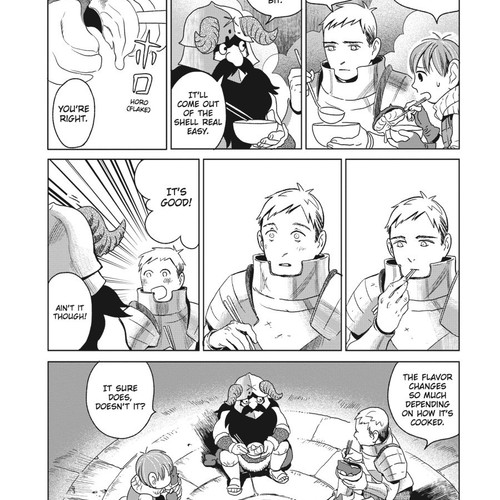 BIT.
IT'LL
COME OUT
OF THE
SHELL REAL
EASY.
ホロ
HORO
(FLAKE)
YOU'RE
RIGHT.
IT'S
GOOD!
AIN'T IT
THOUGH!
THE FLAVOR
CHANGES
SO MUCH
DEPENDING
ON HOW IT'S
COOKED.
IT SURE
DOES,
DOESN'T IT?